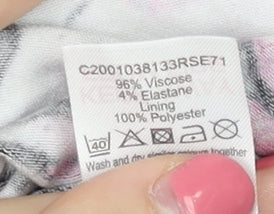 C2001038133RSE71
96% Viscose
4% Elastane
Lining
100% Polyester
40
Wash and dry similar colours together